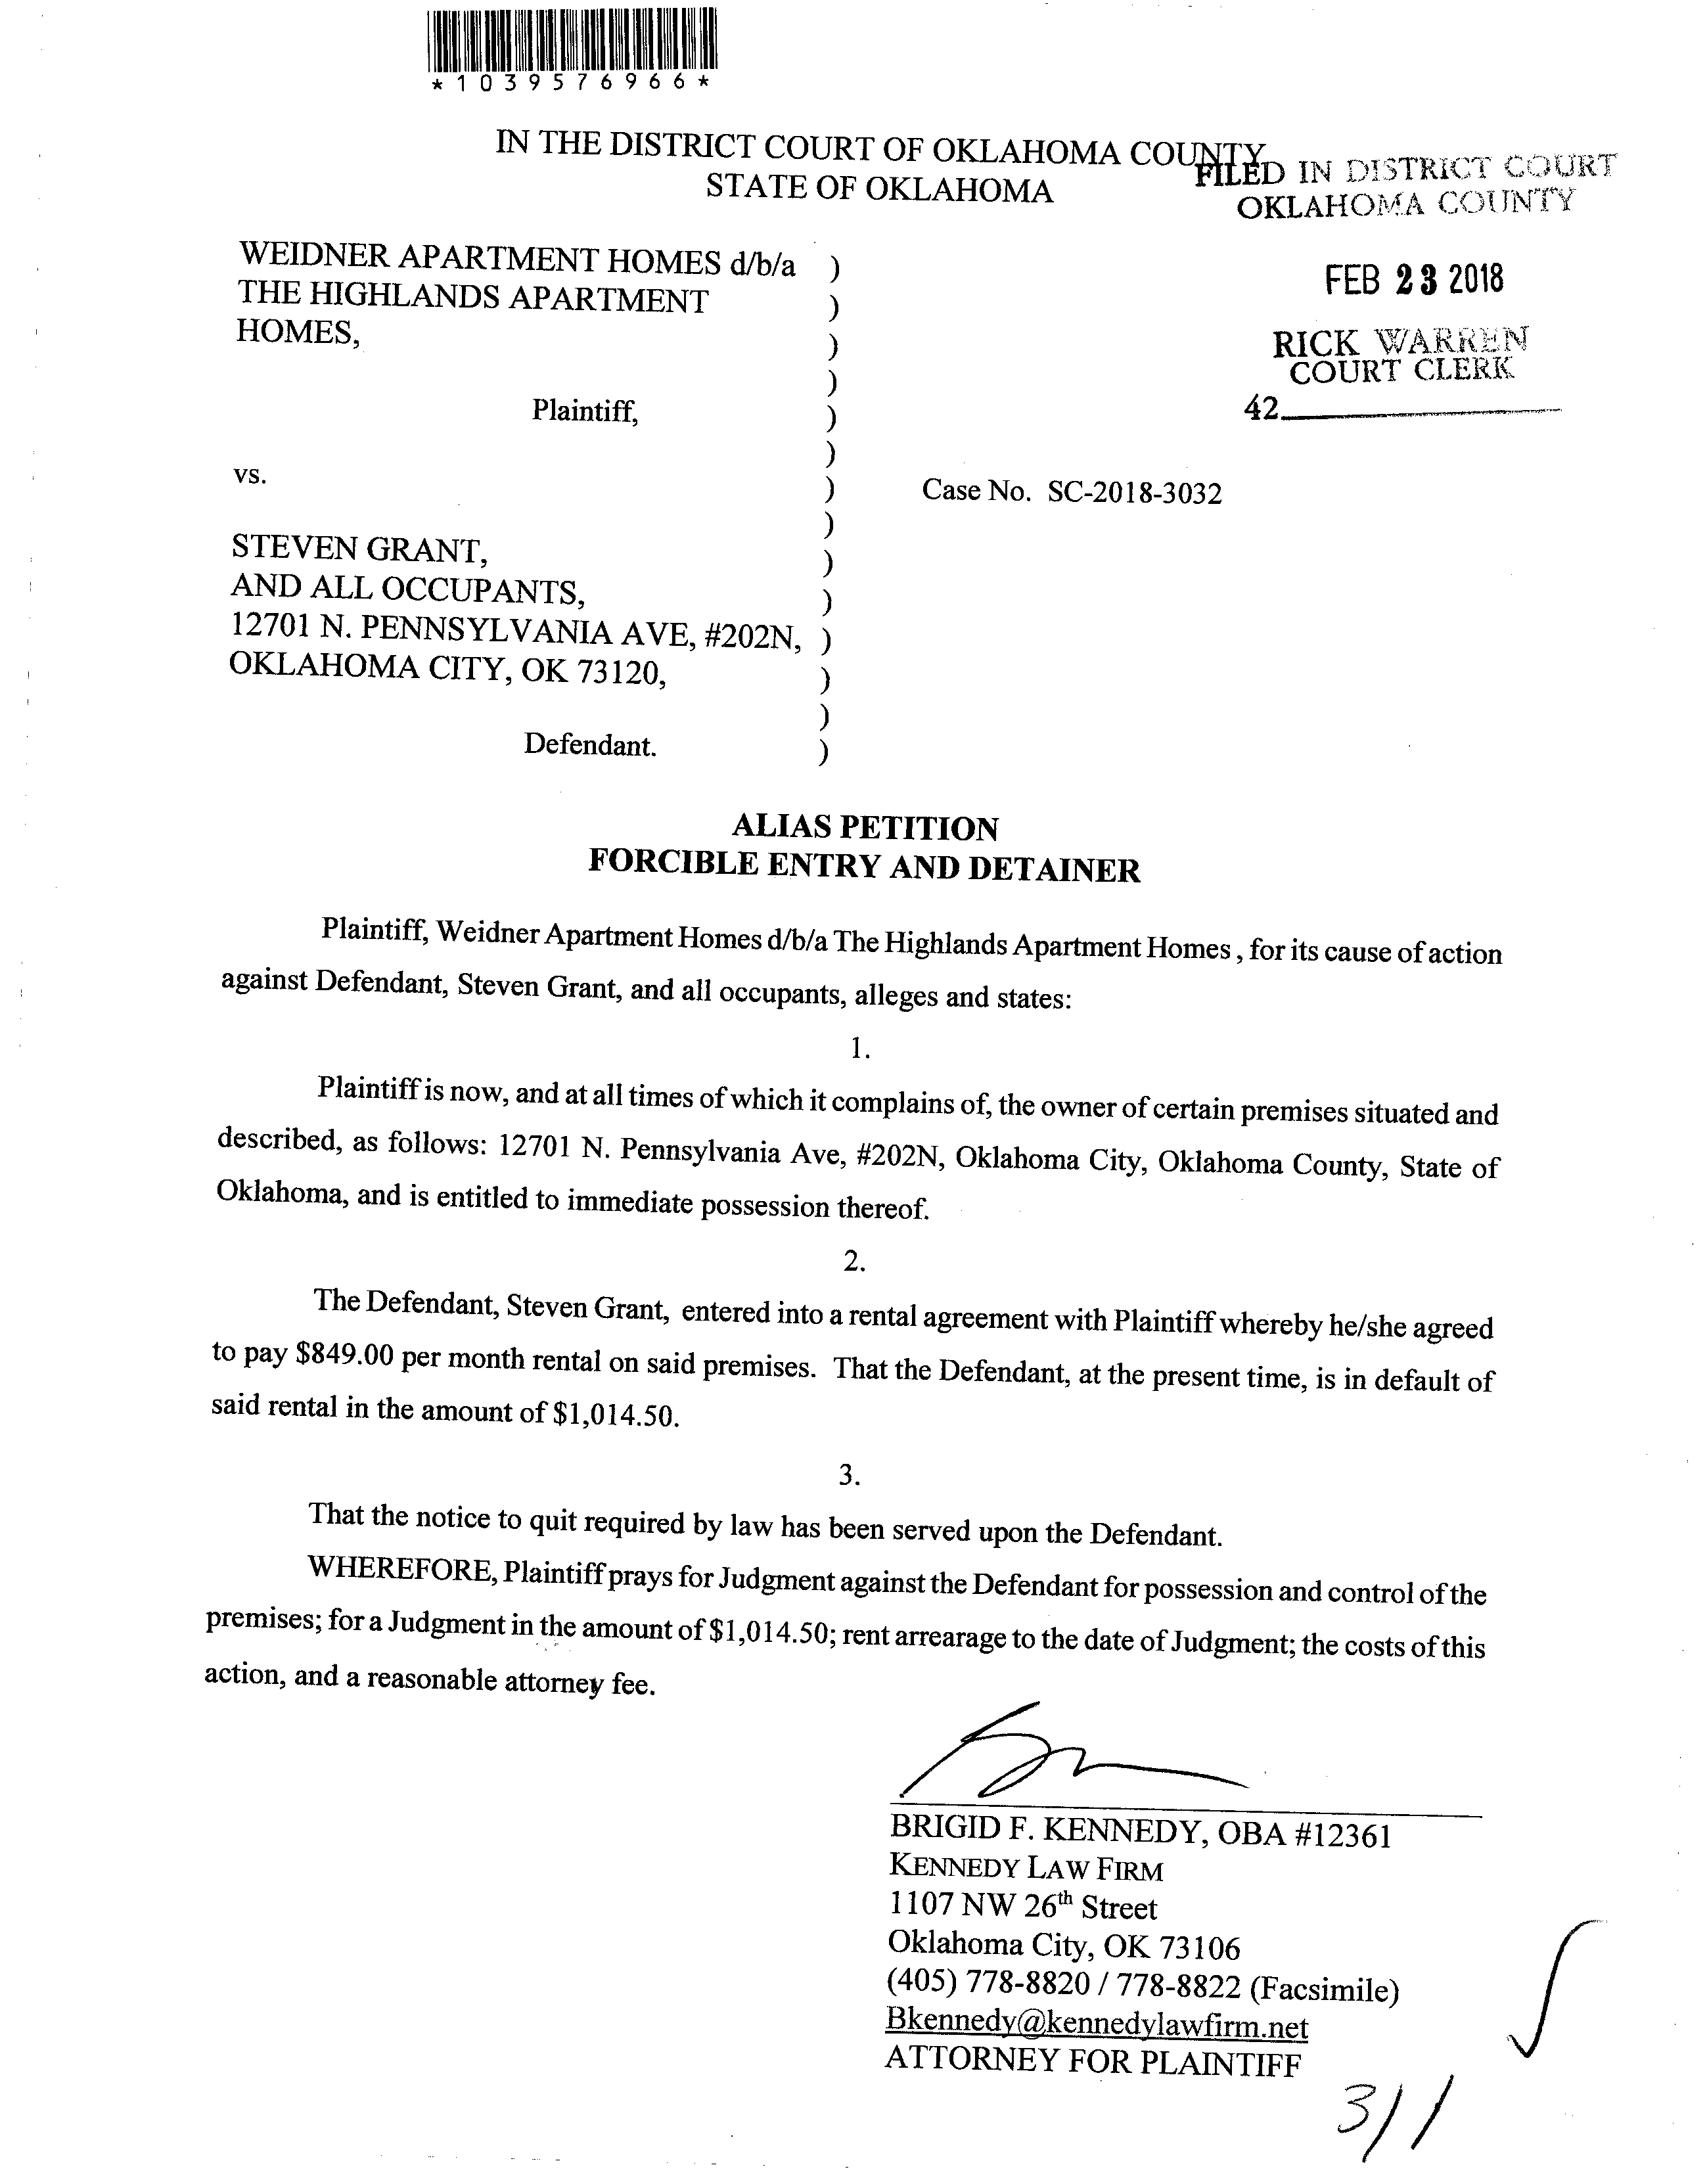 *1039576966*
IN THE DISTRICT COURT OF OKLAHOMA COUNTY
STATE OF OKLAHOMA
FILED IN DISTRICT COURT
OKLAHOMA COUNTY
FEB 23 2018
RICK WARREN
COURT CLERK
42
WEIDNER APARTMENT HOMES d/b/a )
THE HIGHLANDS APARTMENT )
HOMES, )
)
Plaintiff, )
)
vs. ) Case No. SC-2018-3032
)
STEVEN GRANT, )
AND ALL OCCUPANTS, )
12701 N. PENNSYLVANIA AVE, #202N, )
OKLAHOMA CITY, OK 73120, )
)
Defendant. )
ALIAS PETITION
FORCIBLE ENTRY AND DETAINER
Plaintiff, Weidner Apartment Homes d/b/a The Highlands Apartment Homes , for its cause of action
against Defendant, Steven Grant, and all occupants, alleges and states:
1.
Plaintiff is now, and at all times of which it complains of, the owner of certain premises situated and
described, as follows: 12701 N. Pennsylvania Ave, #202N, Oklahoma City, Oklahoma County, State of
Oklahoma, and is entitled to immediate possession thereof.
2.
The Defendant, Steven Grant, entered into a rental agreement with Plaintiff whereby he/she agreed
to pay $849.00 per month rental on said premises. That the Defendant, at the present time, is in default of
said rental in the amount of $1,014.50.
3.
That the notice to quit required by law has been served upon the Defendant.
WHEREFORE, Plaintiff prays for Judgment against the Defendant for possession and control of the
premises; for a Judgment in the amount of $1,014.50; rent arrearage to the date of Judgment; the costs of this
action, and a reasonable attorney fee.
BRIGID F. KENNEDY, OBA #12361
KENNEDY LAW FIRM
1107 NW 26th Street
Oklahoma City, OK 73106
(405) 778-8820 / 778-8822 (Facsimile)
Bkennedy@kennedylawfirm.net
ATTORNEY FOR PLAINTIFF
3/1